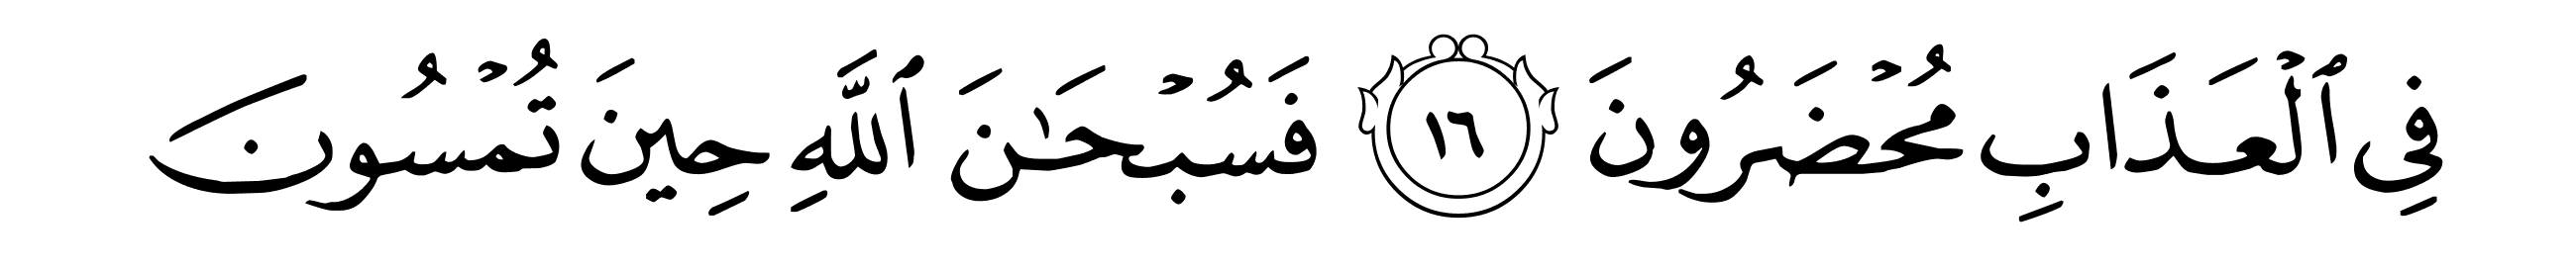 فِي ٱلۡعَذَابِ مُحۡضَرُونَ ١٦ فَسُبۡحَٰنَ ٱللَّهِ حِينَ تُمۡسُونَ